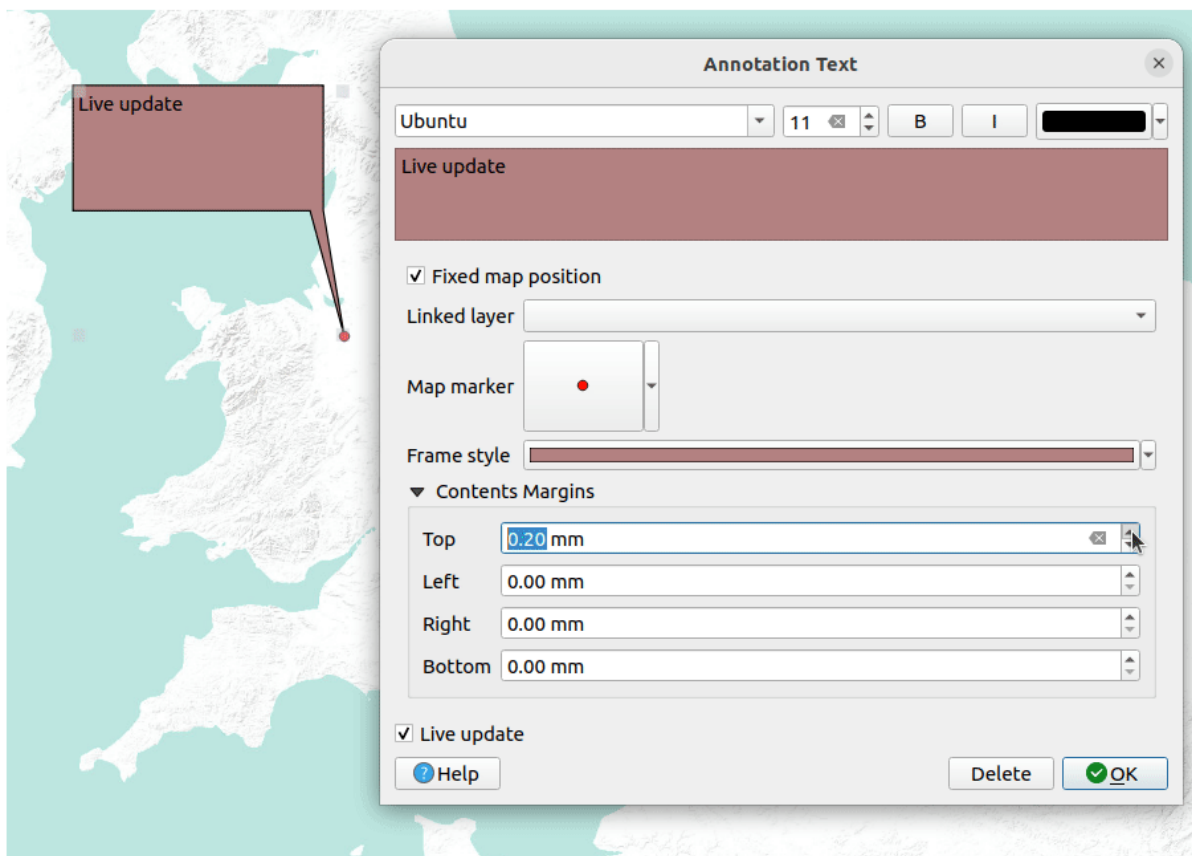 Annotation Text
Live update
Ubuntu 11 B I
Live update
Fixed map position
Linked layer
Map marker
Frame style
Contents Margins
Top 0.20 mm
Left 0.00 mm
Right 0.00 mm
Bottom 0.00 mm
Live update
? Help Delete OK